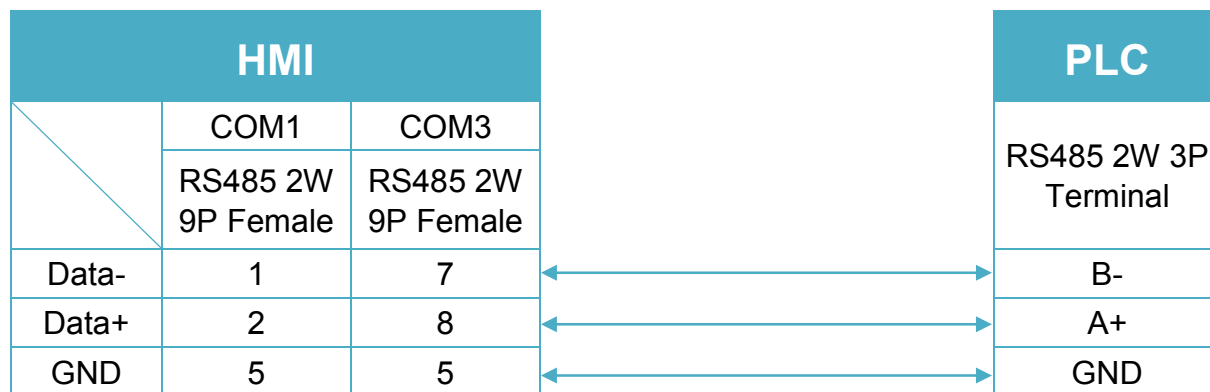 HMI
PLC
COM1 COM3
RS485 2W
9P Female
RS485 2W
9P Female
RS485 2W 3P
Terminal
Data- 1 7 B-
Data+ 2 8 A+
GND 5 5 GND